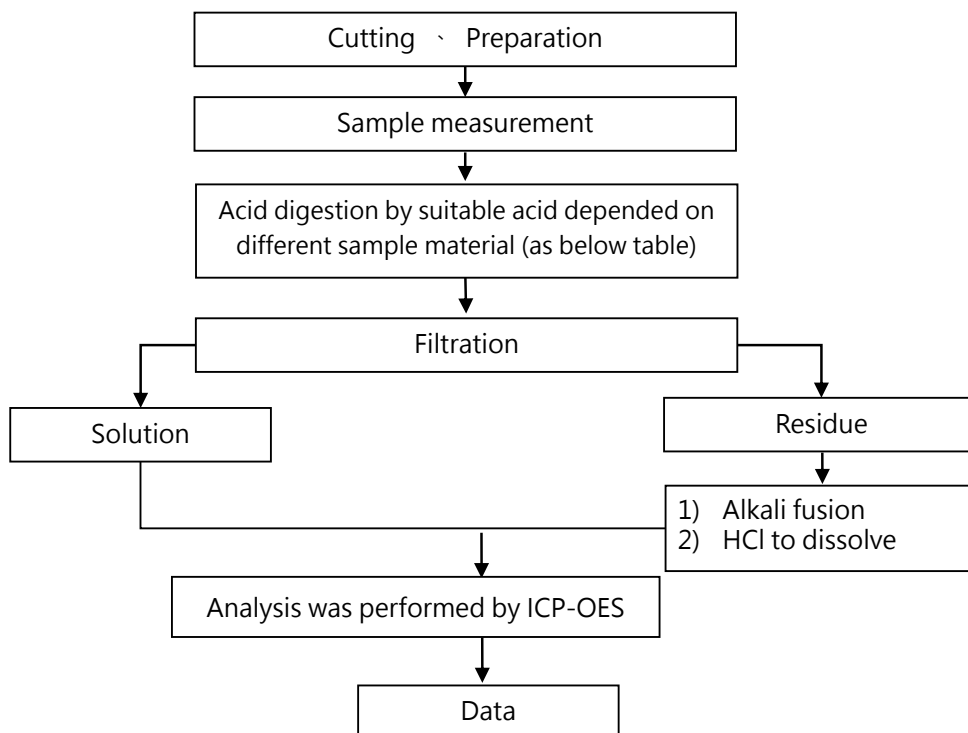 Cutting 、 Preparation
Sample measurement
Acid digestion by suitable acid depended on
different sample material (as below table)
Filtration
Solution
Residue
1) Alkali fusion
2) HCl to dissolve
Analysis was performed by ICP-OES
Data